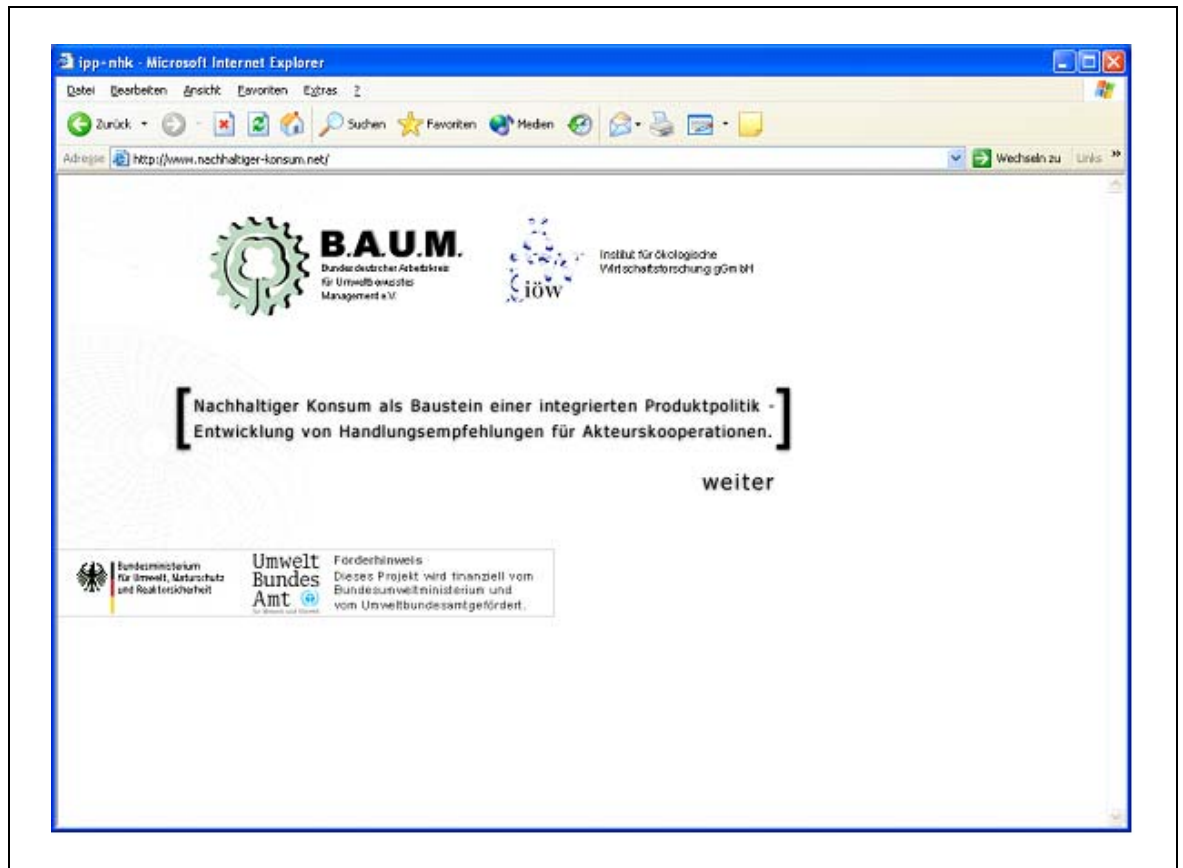 ipp-nhk - Microsoft Internet Explorer
Datei Bearbeiten Ansicht Favoriten Extras ?
Zurück Suchen Favoriten Medien
Adresse http://www.nachhaltiger-konsum.net/ Wechseln zu Links »
B.A.U.M.
Bundesdeutscher Arbeitskreis
für Umweltbewusstes
Management e.V.
iöw
Institut für ökologische
Wirtschaftsforschung gGmbH
[Nachhaltiger Konsum als Baustein einer integrierten Produktpolitik -
Entwicklung von Handlungsempfehlungen für Akteurskooperationen.]
weiter
Bundesministerium
für Umwelt, Naturschutz
und Reaktorsicherheit
Umwelt
Bundes
Amt
Förderhinweis
Dieses Projekt wird finanziell vom
Bundesumweltministerium und
vom Umweltbundesamt gefördert.